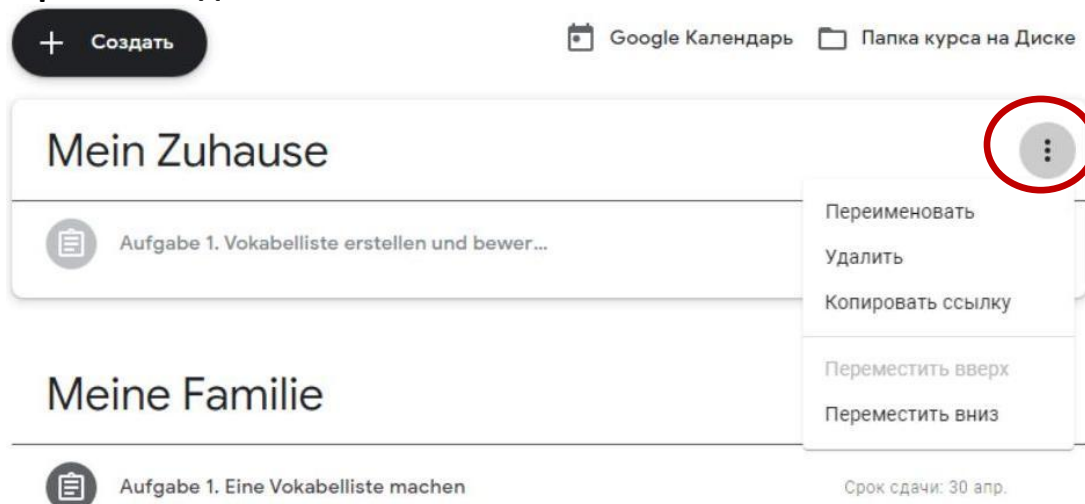 Создать
Google Календарь
Папка курса на Диске
Mein Zuhause
Переименовать
Aufgabe 1. Vokabelliste erstellen und bewer...
Удалить
Копировать ссылку
Переместить вверх
Meine Familie
Переместить вниз
Aufgabe 1. Eine Vokabelliste machen
Срок сдачи: 30 апр.